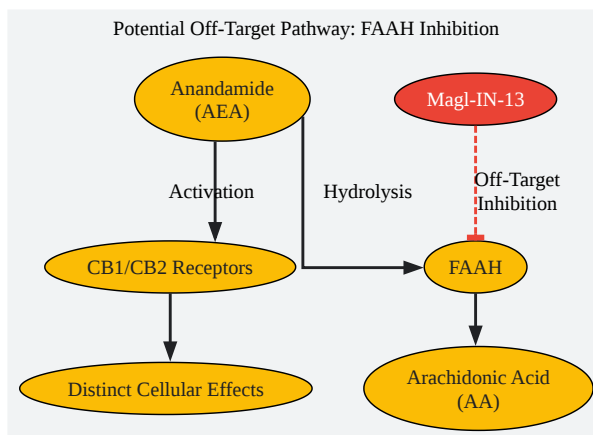 Potential Off-Target Pathway: FAAH Inhibition
Anandamide
(AEA)
Magl-IN-13
Activation
Hydrolysis
Off-Target
Inhibition
CB1/CB2 Receptors
FAAH
Distinct Cellular Effects
Arachidonic Acid
(AA)